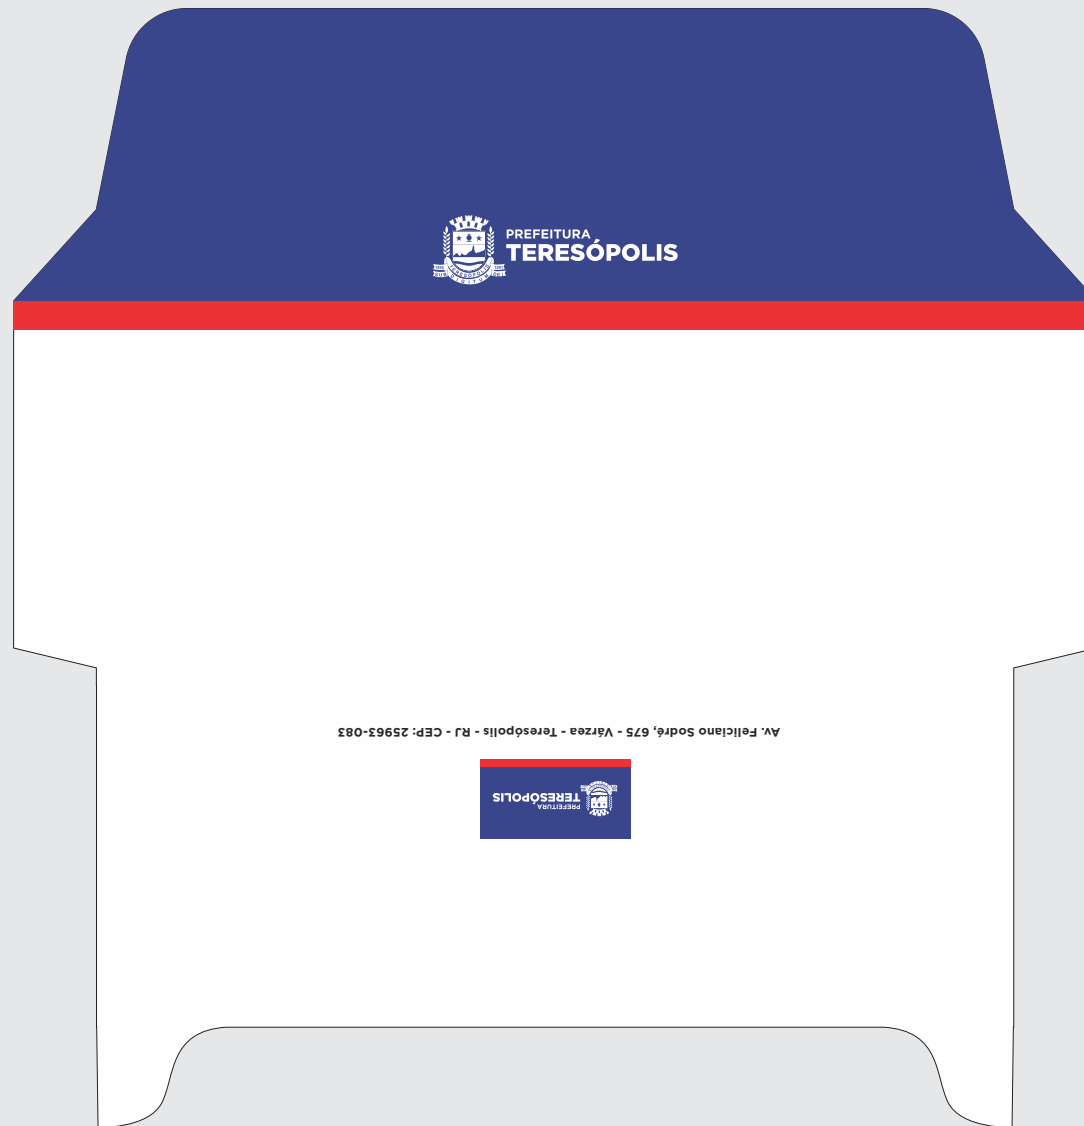 PREFEITURA
TERESÓPOLIS
Av. Feliciano Sodré, 675 - Várzea - Teresópolis - RJ - CEP: 25963-083
PREFEITURA
TERESÓPOLIS